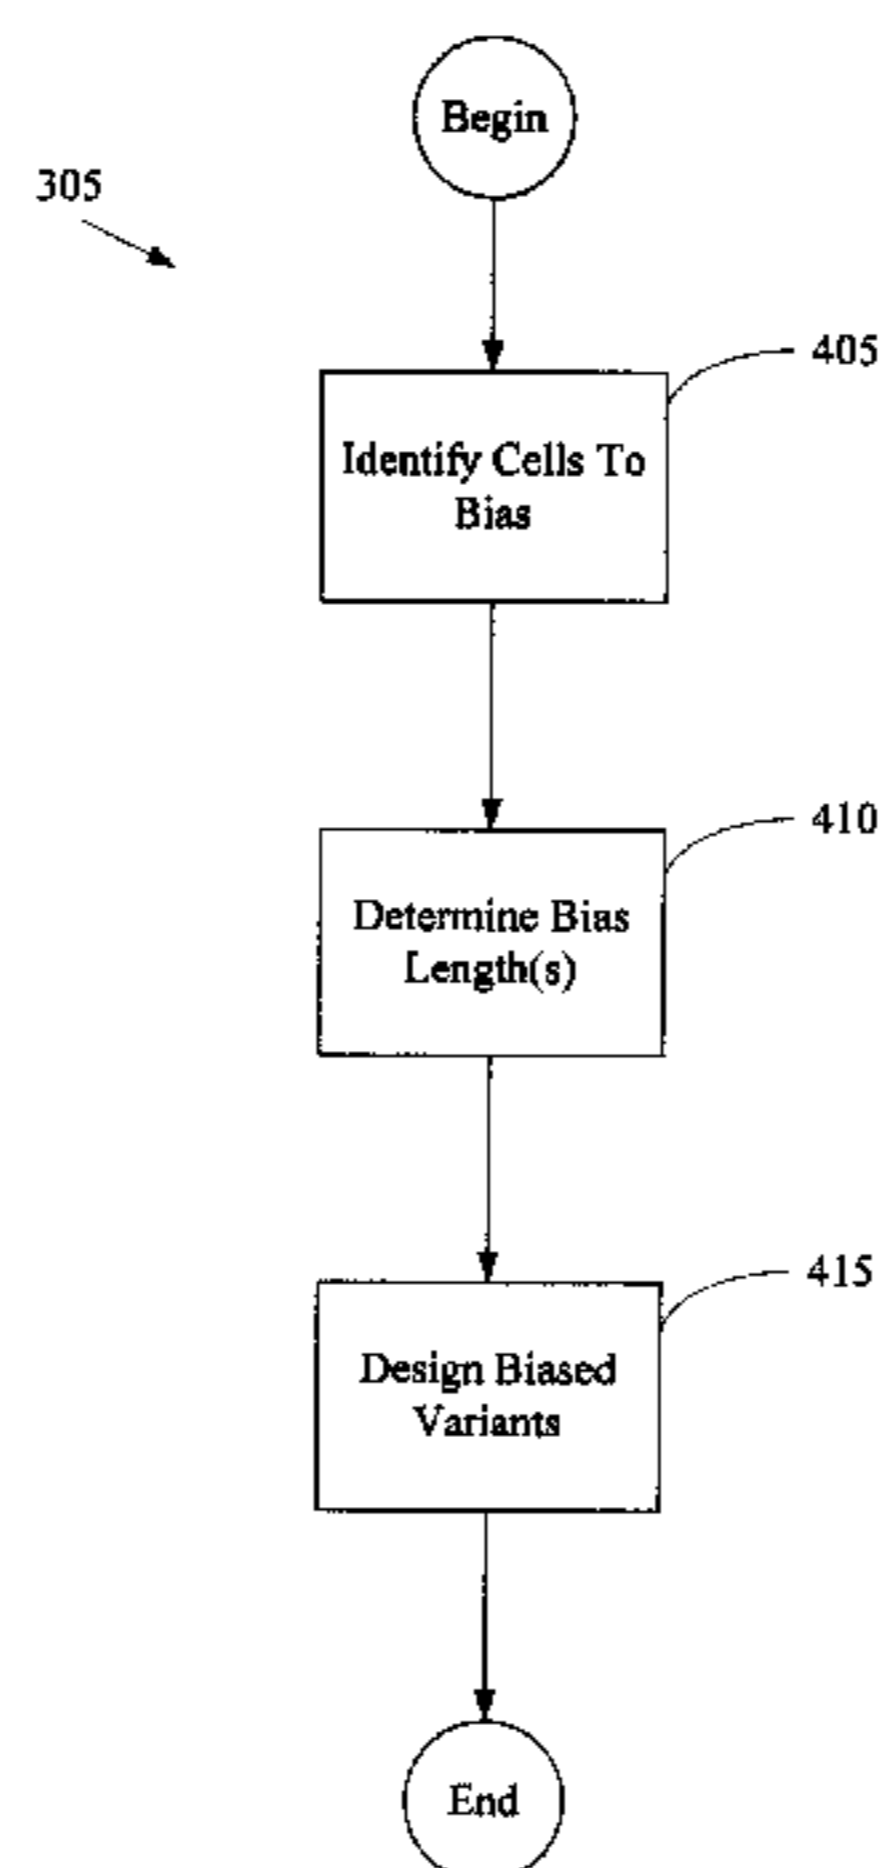 Begin
305
405
Identify Cells To
Bias
410
Determine Bias
Length(s)
415
Design Biased
Variants
End